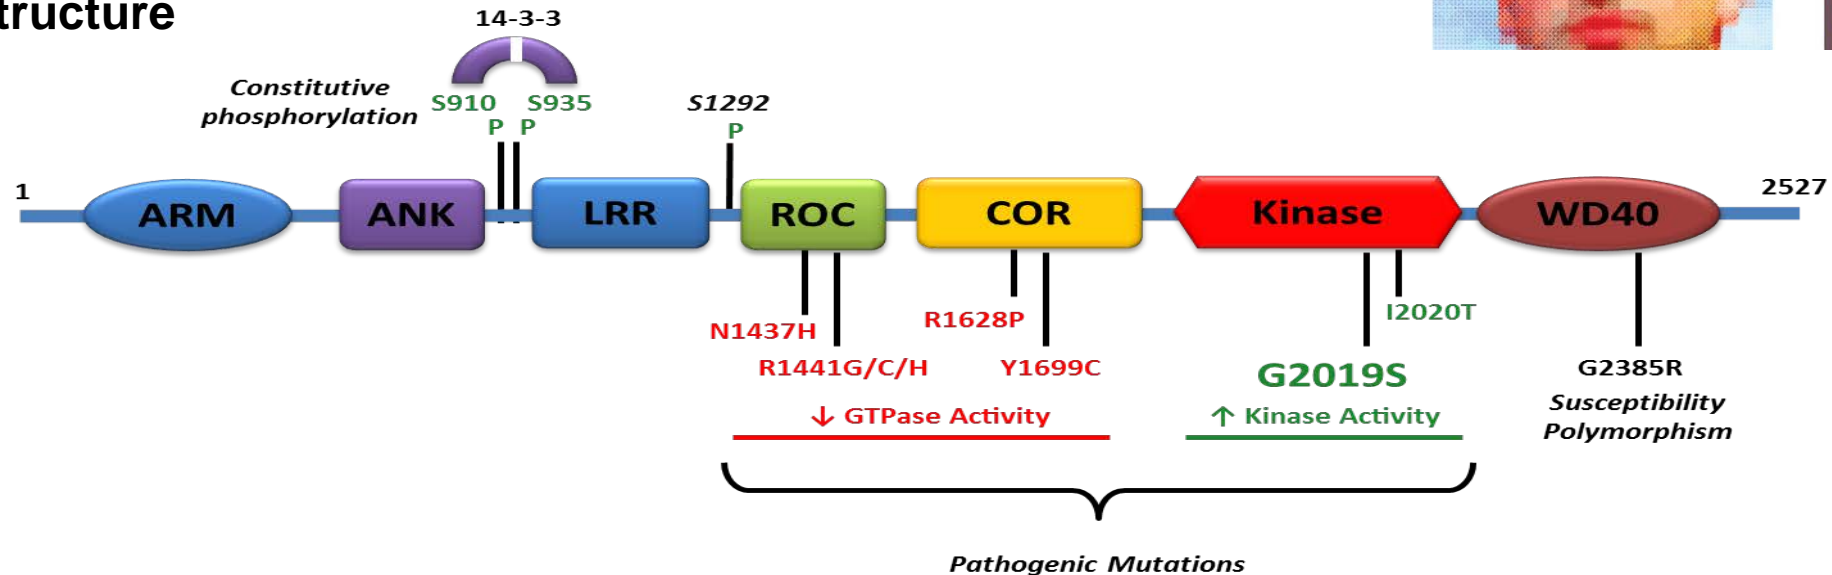 tructure
14-3-3
Constitutive
phosphorylation
S910 S935
P P
S1292
P
1
2527
ARM ANK LRR ROC COR Kinase WD40
N1437H
R1441G/C/H
R1628P
Y1699C
I2020T
G2019S
G2385R
↓ GTPase Activity
↑ Kinase Activity
Susceptibility
Polymorphism
Pathogenic Mutations